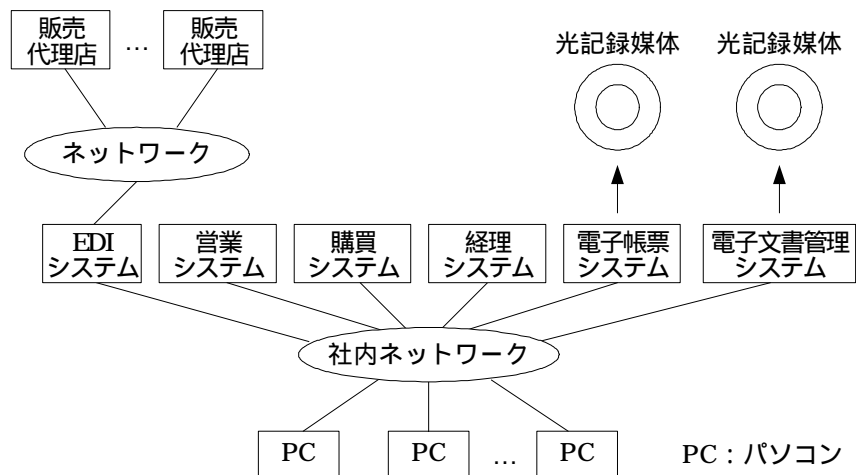 販売
代理店
…
販売
代理店
光記録媒体
光記録媒体
ネットワーク
EDI
システム
営業
システム
購買
システム
経理
システム
電子帳票
システム
電子文書管理
システム
社内ネットワーク
PC
PC
…
PC
PC：パソコン